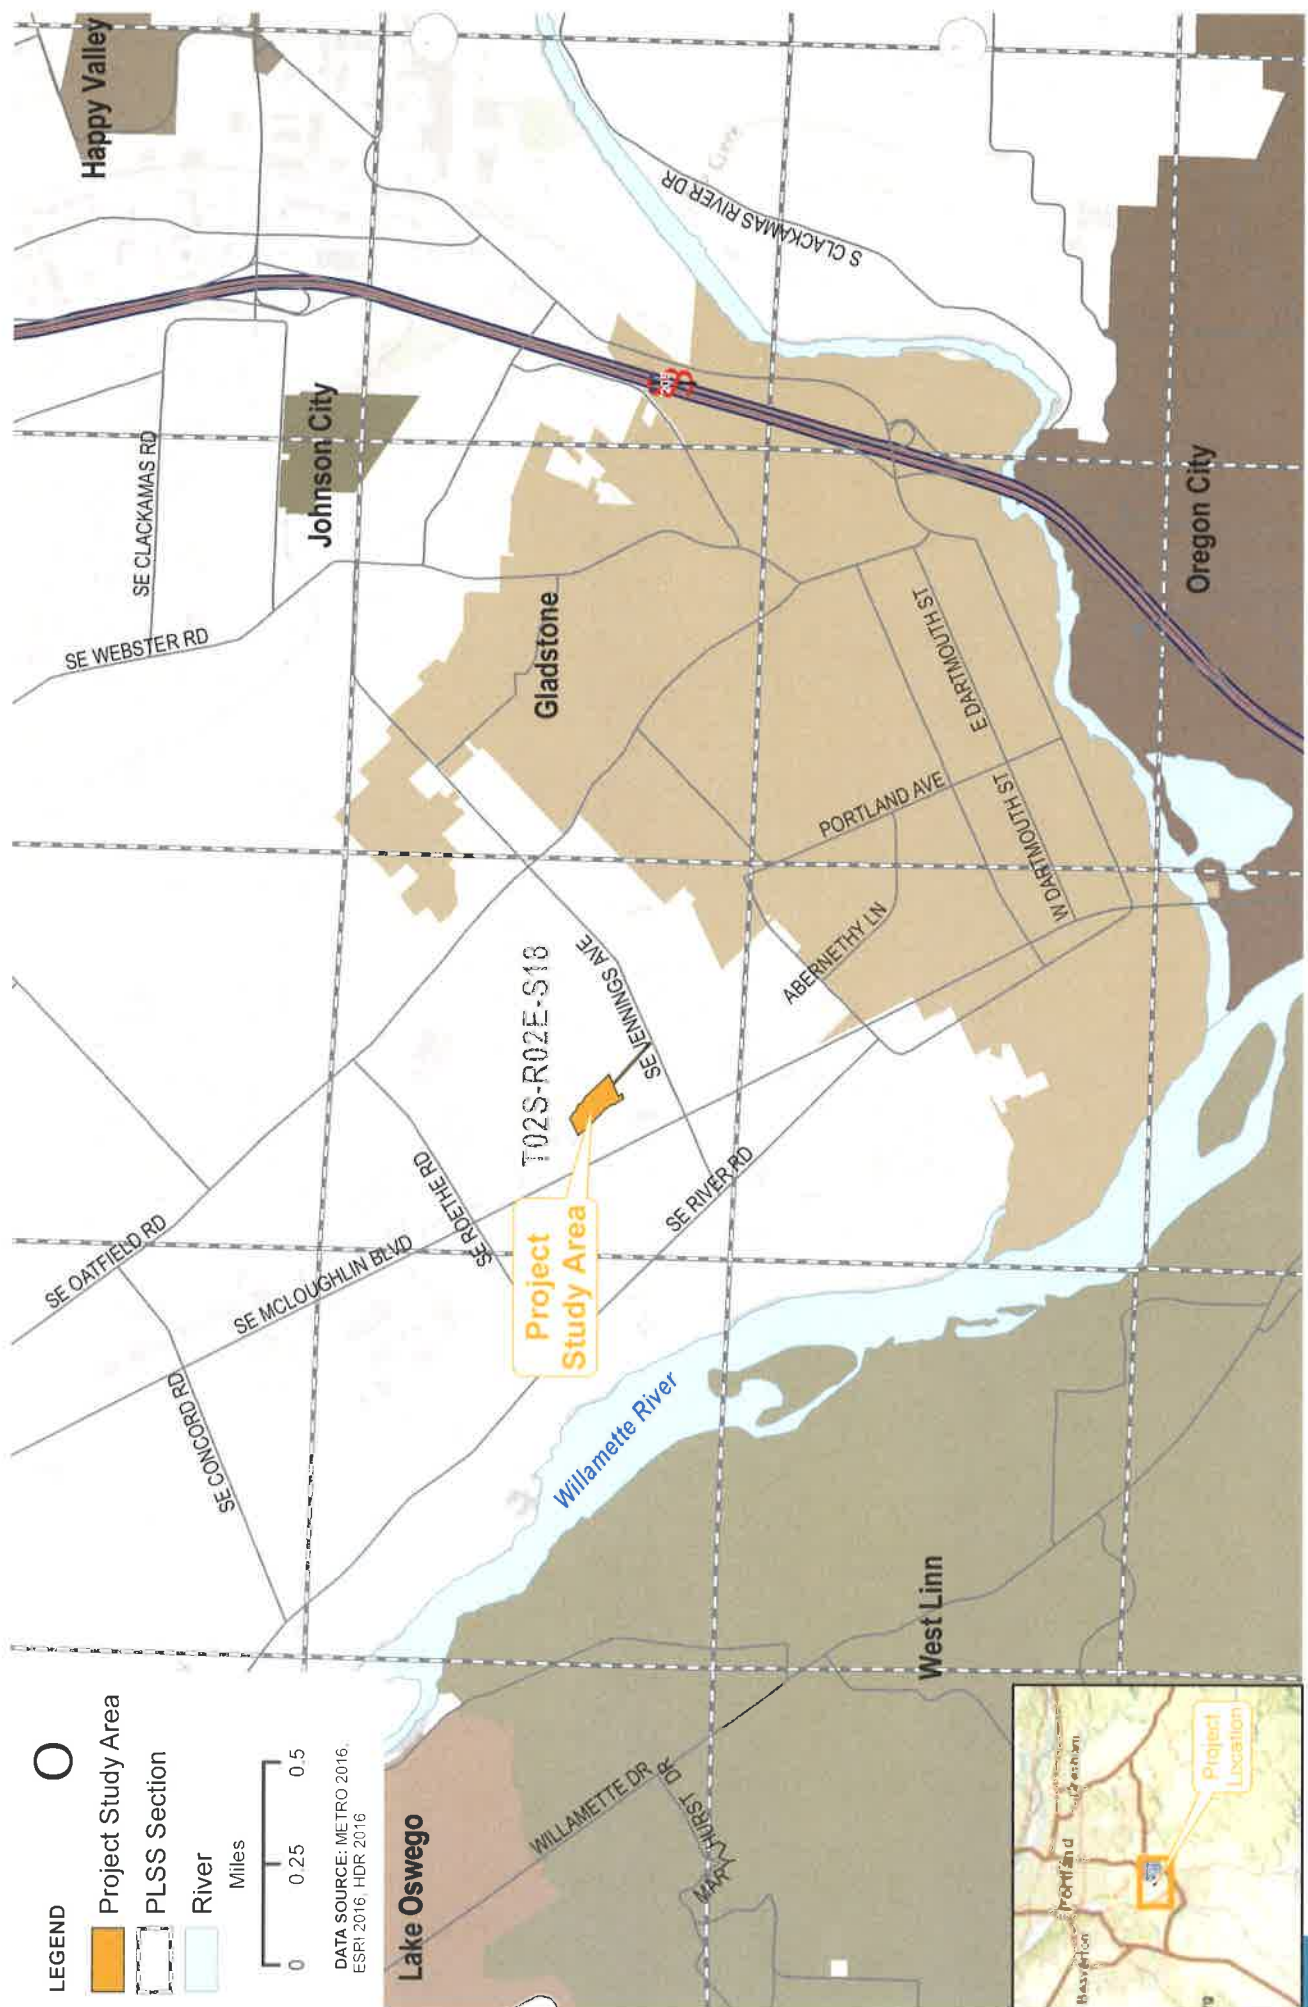 LEGEND
Project Study Area
PLSS Section
River
Miles
0 0.25 0.5
DATA SOURCE: METRO 2016,
ESRI 2016, HDR 2016
Happy Valley
Johnson City
Gladstone
Oregon City
West Linn
Lake Oswego
SE CLACKAMAS RD
SE WEBSTER RD
S CLACKAMAS RIVER DR
205
E DARTMOUTH ST
W DARTMOUTH ST
PORTLAND AVE
ABERNETHY LN
SE JENNINGS AVE
T02S-R02E-S18
Project
Study Area
SE ROETHE RD
SE RIVER RD
SE OATFIELD RD
SE MCLOUGHLIN BLVD
SE CONCORD RD
Willamette River
WILLAMETTE DR
HURST DR
MAR
Portland
Gresham
Beaverton
Project
Location